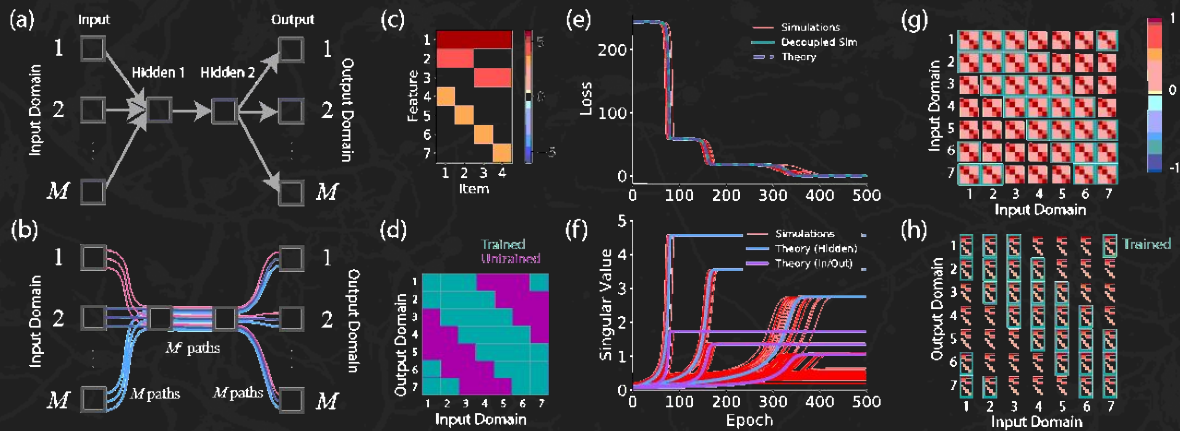 (a)
Input
Output
1
1
Hidden 1
Hidden 2
Input Domain
2
2
Output Domain
M
M
(b)
1
1
Input Domain
2
2
Output Domain
M paths
M paths
M paths
M
M
(c)
Feature
1
2
3
4
5
6
7
1 2 3 4
Item
5
0
-5
(d)
Trained
Untrained
Output Domain
1
2
3
4
5
6
7
1 2 3 4 5 6 7
Input Domain
(e)
Simulations
Decoupled Sim
Theory
Loss
200
100
0
0 100 200 300 400 500
(f)
Simulations
Theory (Hidden)
Theory (In/Out)
Singular Value
5
4
3
2
1
0
0 100 200 300 400 500
Epoch
(g)
1
2
3
4
5
6
7
1 2 3 4 5 6 7
Input Domain
1
0
-1
(h)
Trained
Output Domain
1
2
3
4
5
6
7
1 2 3 4 5 6 7
Input Domain